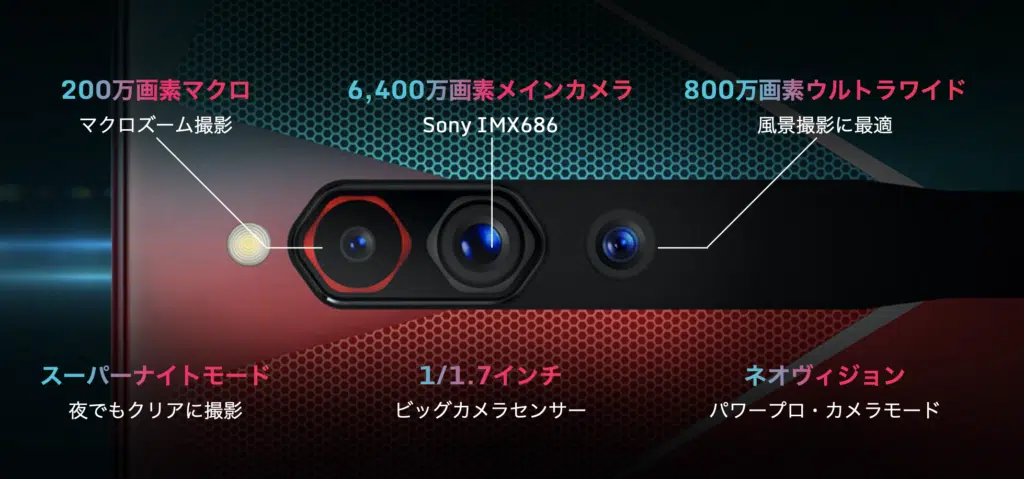 200万画素マクロ
マクロズーム撮影
6,400万画素メインカメラ
Sony IMX686
800万画素ウルトラワイド
風景撮影に最適
スーパーナイトモード
夜でもクリアに撮影
1/1.7インチ
ビッグカメラセンサー
ネオヴィジョン
パワープロ・カメラモード